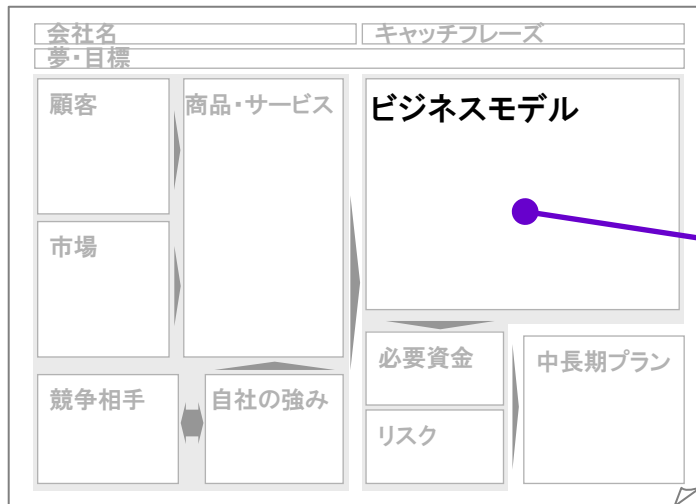 会社名
キャッチフレーズ
夢・目標
顧客
商品・サービス
ビジネスモデル
市場
競争相手
自社の強み
必要資金
リスク
中長期プラン